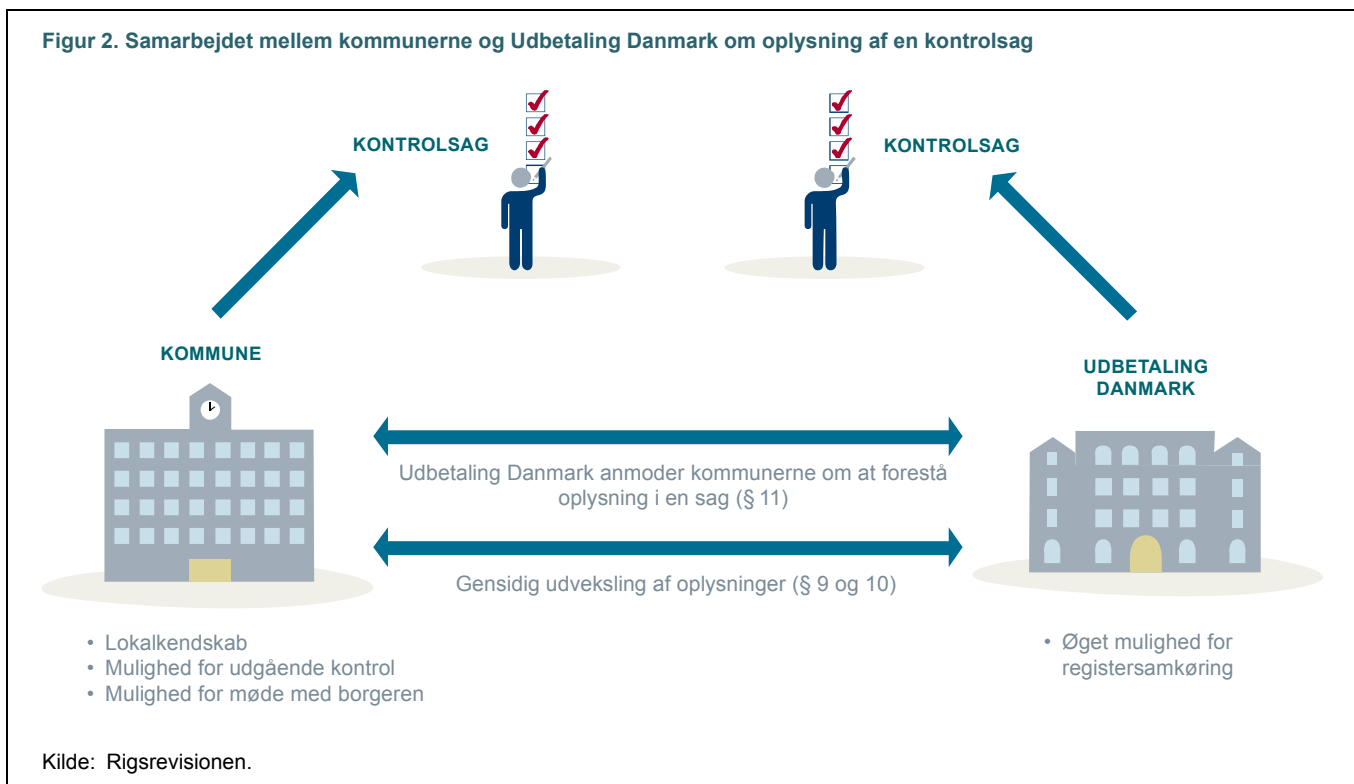 Figur 2. Samarbejdet mellem kommunerne og Udbetaling Danmark om oplysning af en kontrolsag
KONTROLSAG
KONTROLSAG
KOMMUNE
UDBETALING
DANMARK
Udbetaling Danmark anmoder kommunerne om at forestå
oplysning i en sag (§ 11)
Gensidig udveksling af oplysninger (§ 9 og 10)
• Lokalkendskab
• Mulighed for udgående kontrol
• Mulighed for møde med borgeren
• Øget mulighed for
registersamkøring
Kilde: Rigsrevisionen.